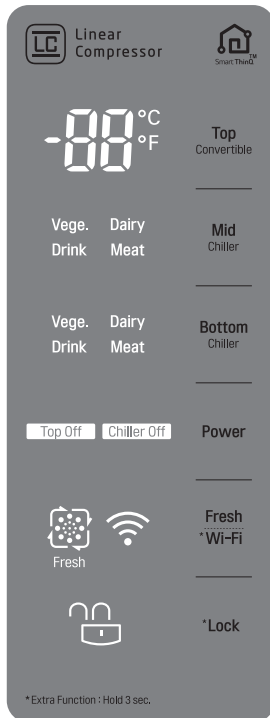 LC Linear
Compressor
Smart ThinQ™
-88 °C
°F
Top
Convertible
Vege. Dairy
Drink Meat
Mid
Chiller
Vege. Dairy
Drink Meat
Bottom
Chiller
Top Off Chiller Off
Power
Fresh
Fresh
*Wi-Fi
*Lock
*Extra Function : Hold 3 sec.